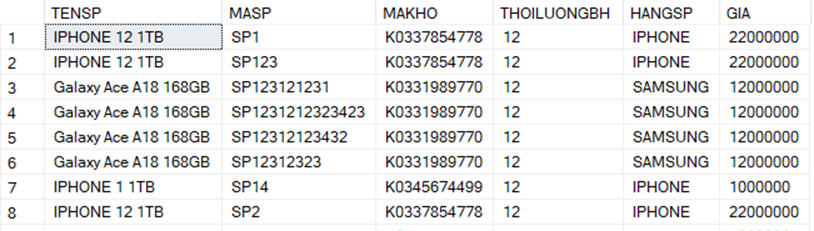 TENSP MASP MAKHO THOILUONGBH HANGSP GIA
1 IPHONE 12 1TB SP1 K0337854778 12 IPHONE 22000000
2 IPHONE 12 1TB SP123 K0337854778 12 IPHONE 22000000
3 Galaxy Ace A18 168GB SP123121231 K0331989770 12 SAMSUNG 12000000
4 Galaxy Ace A18 168GB SP1231212323423 K0331989770 12 SAMSUNG 12000000
5 Galaxy Ace A18 168GB SP12312123432 K0331989770 12 SAMSUNG 12000000
6 Galaxy Ace A18 168GB SP12312323 K0331989770 12 SAMSUNG 12000000
7 IPHONE 1 1TB SP14 K0345674499 12 IPHONE 1000000
8 IPHONE 12 1TB SP2 K0337854778 12 IPHONE 22000000